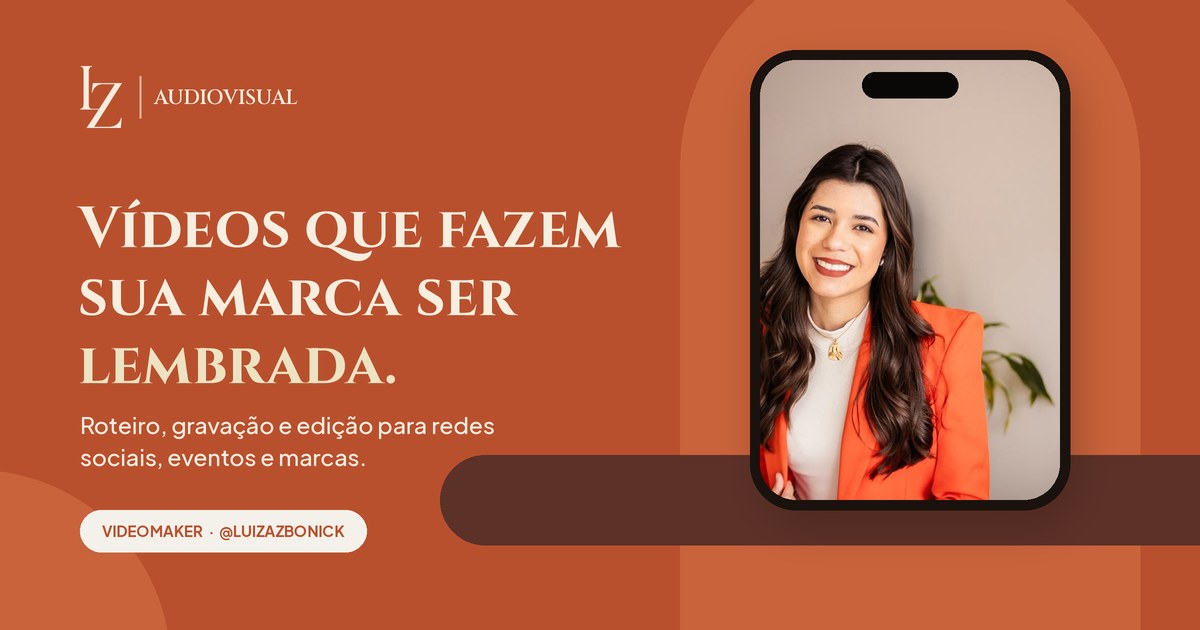 LZ | AUDIOVISUAL
VÍDEOS QUE FAZEM
SUA MARCA SER
LEMBRADA.
Roteiro, gravação e edição para redes
sociais, eventos e marcas.
VIDEOMAKER · @LUIZAZBONICK